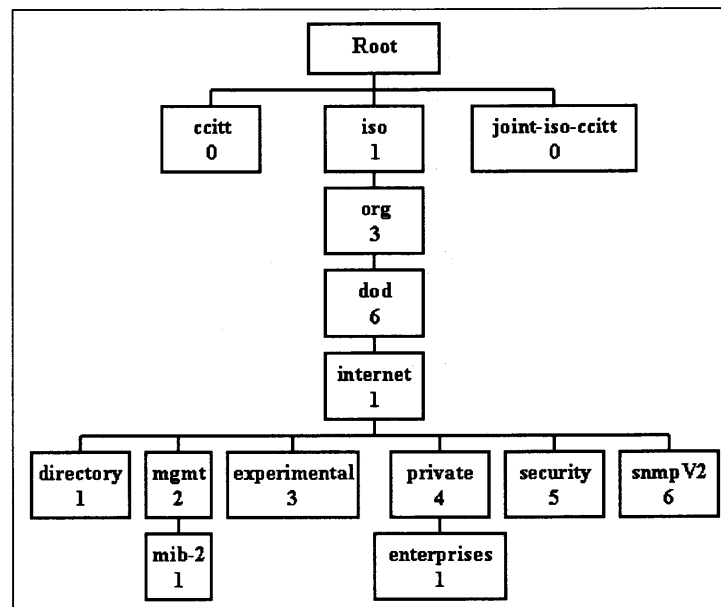 Root
ccitt
0
iso
1
joint-iso-ccitt
0
org
3
dod
6
internet
1
directory
1
mgmt
2
experimental
3
private
4
security
5
snmpV2
6
mib-2
1
enterprises
1